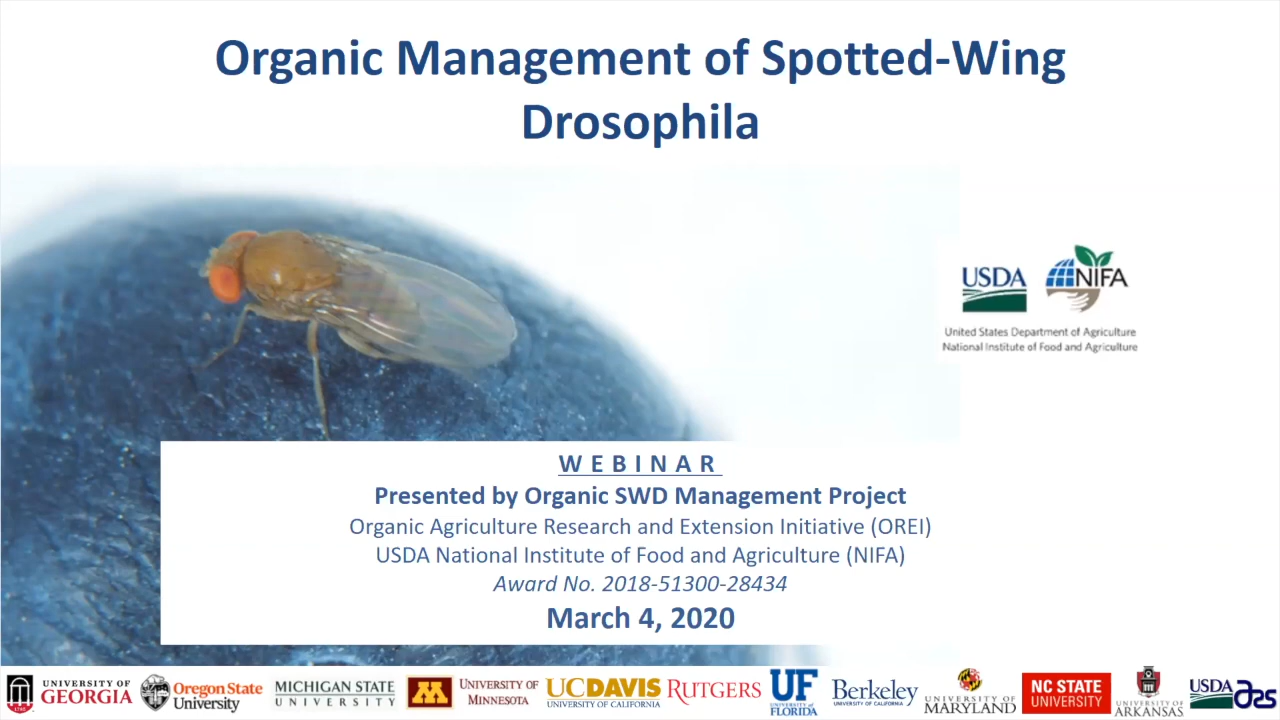 Organic Management of Spotted-Wing
Drosophila
USDA
NIFA
United States Department of Agriculture
National Institute of Food and Agriculture
WEBINAR
Presented by Organic SWD Management Project
Organic Agriculture Research and Extension Initiative (OREI)
USDA National Institute of Food and Agriculture (NIFA)
Award No. 2018-51300-28434
March 4, 2020
UNIVERSITY OF
GEORGIA
Oregon State
University
MICHIGAN STATE
UNIVERSITY
M
UNIVERSITY OF
MINNESOTA
UCDAVIS
UNIVERSITY OF CALIFORNIA
RUTGERS
UF
UNIVERSITY of
FLORIDA
Berkeley
UNIVERSITY OF CALIFORNIA
UNIVERSITY OF
MARYLAND
NC STATE
UNIVERSITY
UNIVERSITY OF
ARKANSAS
USDA
ars